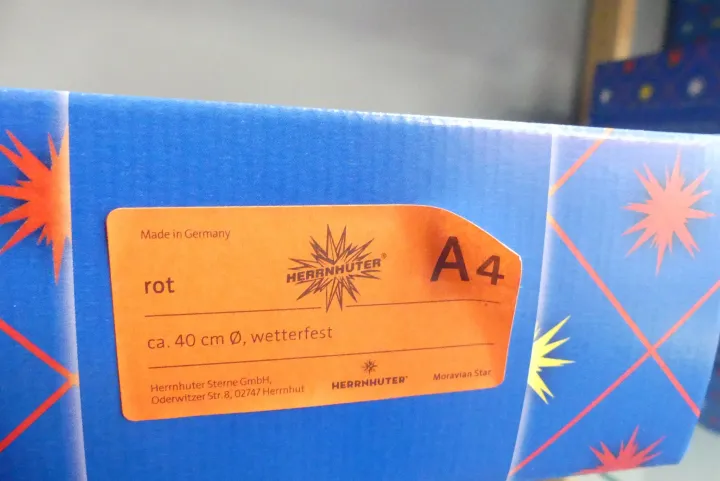 Made in Germany
HERRNHUTER®
A4
rot
ca. 40 cm Ø, wetterfest
Herrnhuter Sterne GmbH,
Oderwitzer Str. 8, 02747 Herrnhut
HERRNHUTER®
Moravian Star